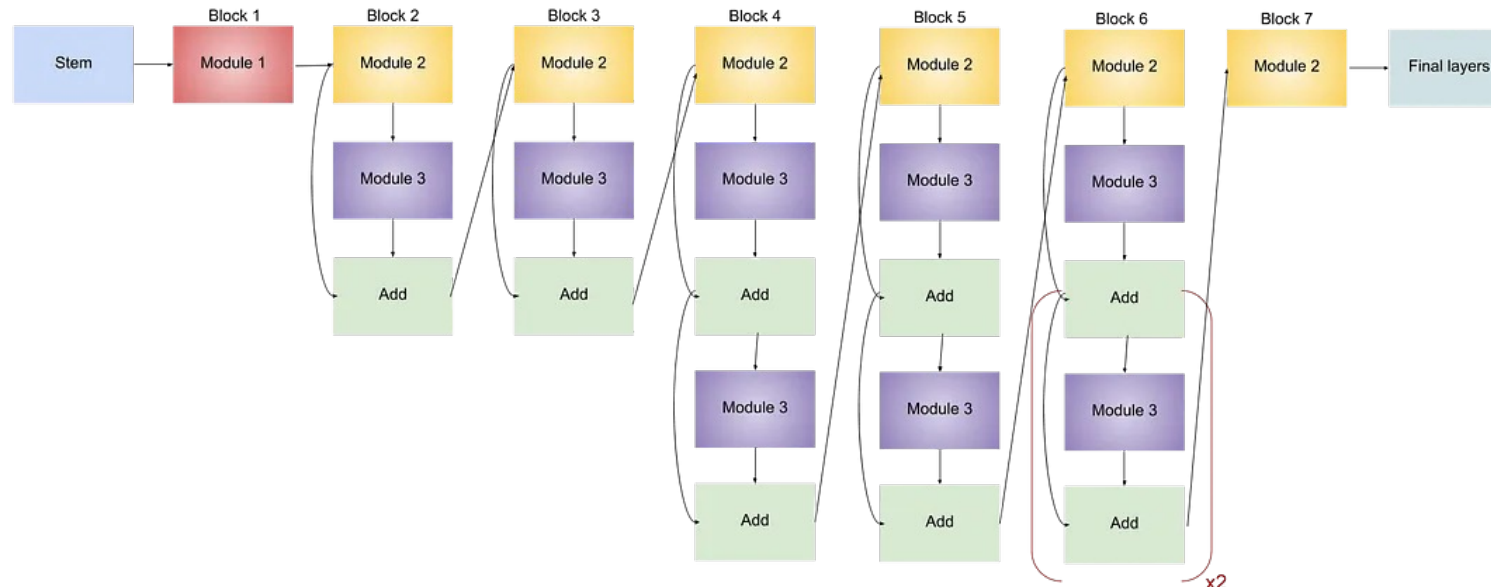 Block 1
Block 2
Block 3
Block 4
Block 5
Block 6
Block 7
Stem
Module 1
Module 2
Module 2
Module 2
Module 2
Module 2
Module 2
Final layers
Module 3
Module 3
Module 3
Module 3
Module 3
Add
Add
Add
Add
Add
Module 3
Module 3
Module 3
Add
Add
Add
x2